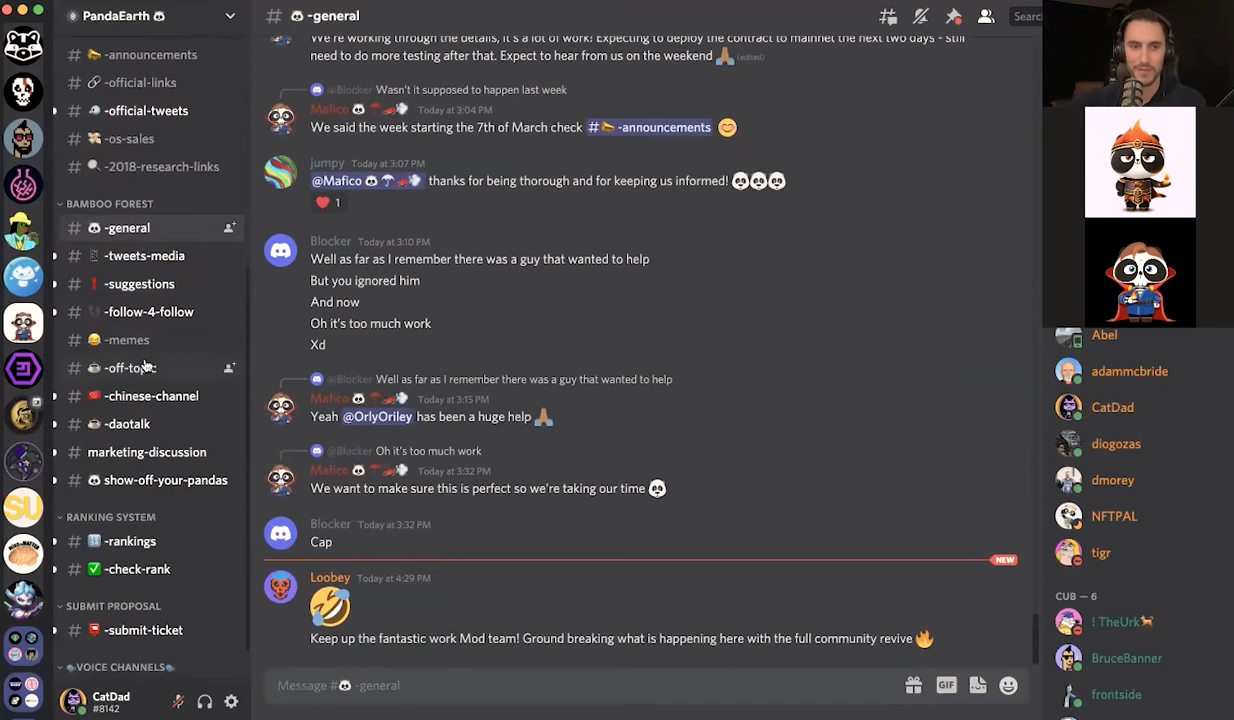 PandaEarth
-announcements
-official-links
-official-tweets
-os-sales
-2018-research-links
BAMBOO FOREST
-general
-tweets-media
-suggestions
-follow-4-follow
-memes
-chinese-channel
-daotalk
marketing-discussion
show-off-your-pandas
RANKING SYSTEM
-rankings
-check-rank
SUBMIT PROPOSAL
-submit-ticket
VOICE CHANNELS
CatDad
#8142
# -general
Search
We're working through the details, it's a lot of work! Expecting to deploy the contract to mainnet the next two days - still
need to do more testing after that. Expect to hear from us on the weekend 🙏🏽 (edited)
@Blocker Wasn't it supposed to happen last week
Mafico Today at 3:04 PM
We said the week starting the 7th of March check # -announcements 😊
jumpy Today at 3:07 PM
@Mafico thanks for being thorough and for keeping us informed! 🐼🐼🐼
❤️ 1
Blocker Today at 3:10 PM
Well as far as I remember there was a guy that wanted to help
But you ignored him
And now
Oh it's too much work
Xd
@Blocker Well as far as I remember there was a guy that wanted to help
Mafico Today at 3:15 PM
Yeah @OrlyOriley has been a huge help 🙏🏽
@Blocker Oh it's too much work
Mafico Today at 3:32 PM
We want to make sure this is perfect so we're taking our time 🐼
Blocker Today at 3:32 PM
Cap
NEW
Loobey Today at 4:29 PM
🤣
Keep up the fantastic work Mod team! Ground breaking what is happening here with the full community revive 🔥
Message # -general
GIF
Abel
adammcbride
CatDad
diogozas
dmorey
NFTPAL
tigr
CUB — 6
! TheUrk
BruceBanner
frontside
SU